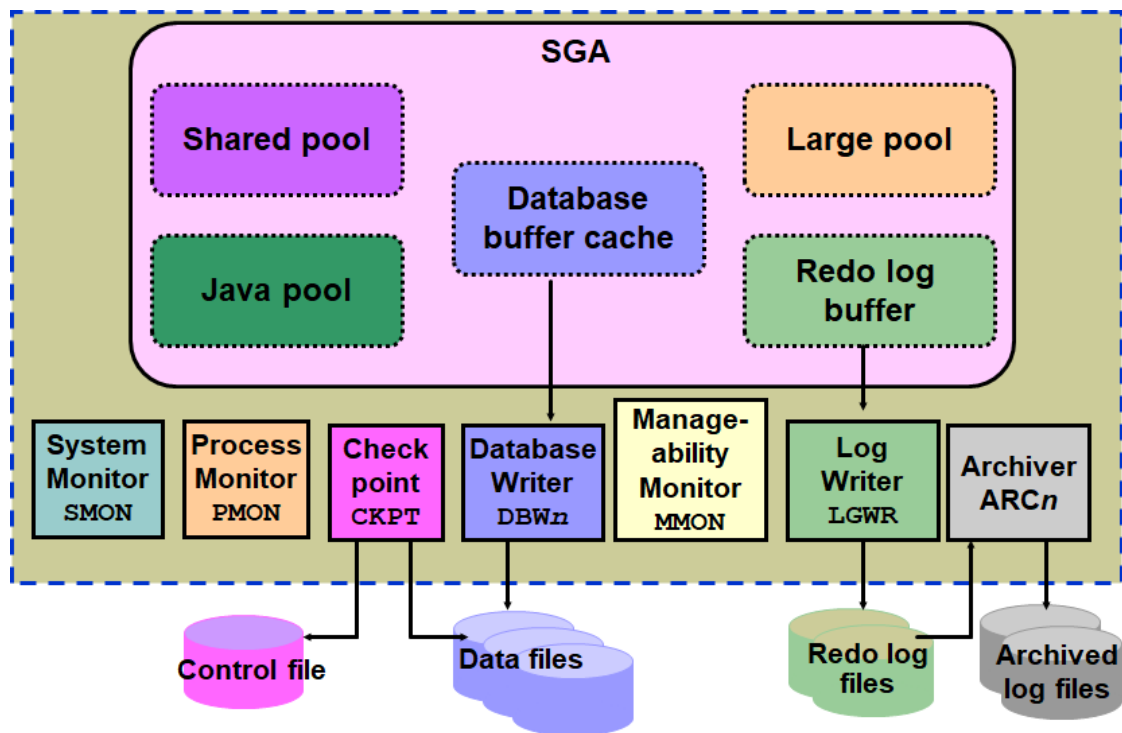 SGA
Shared pool
Large pool
Database
buffer cache
Java pool
Redo log
buffer
System
Monitor
SMON
Process
Monitor
PMON
Check
point
CKPT
Database
Writer
DBWn
Manage-
ability
Monitor
MMON
Log
Writer
LGWR
Archiver
ARCn
Control file
Data files
Redo log
files
Archived
log files